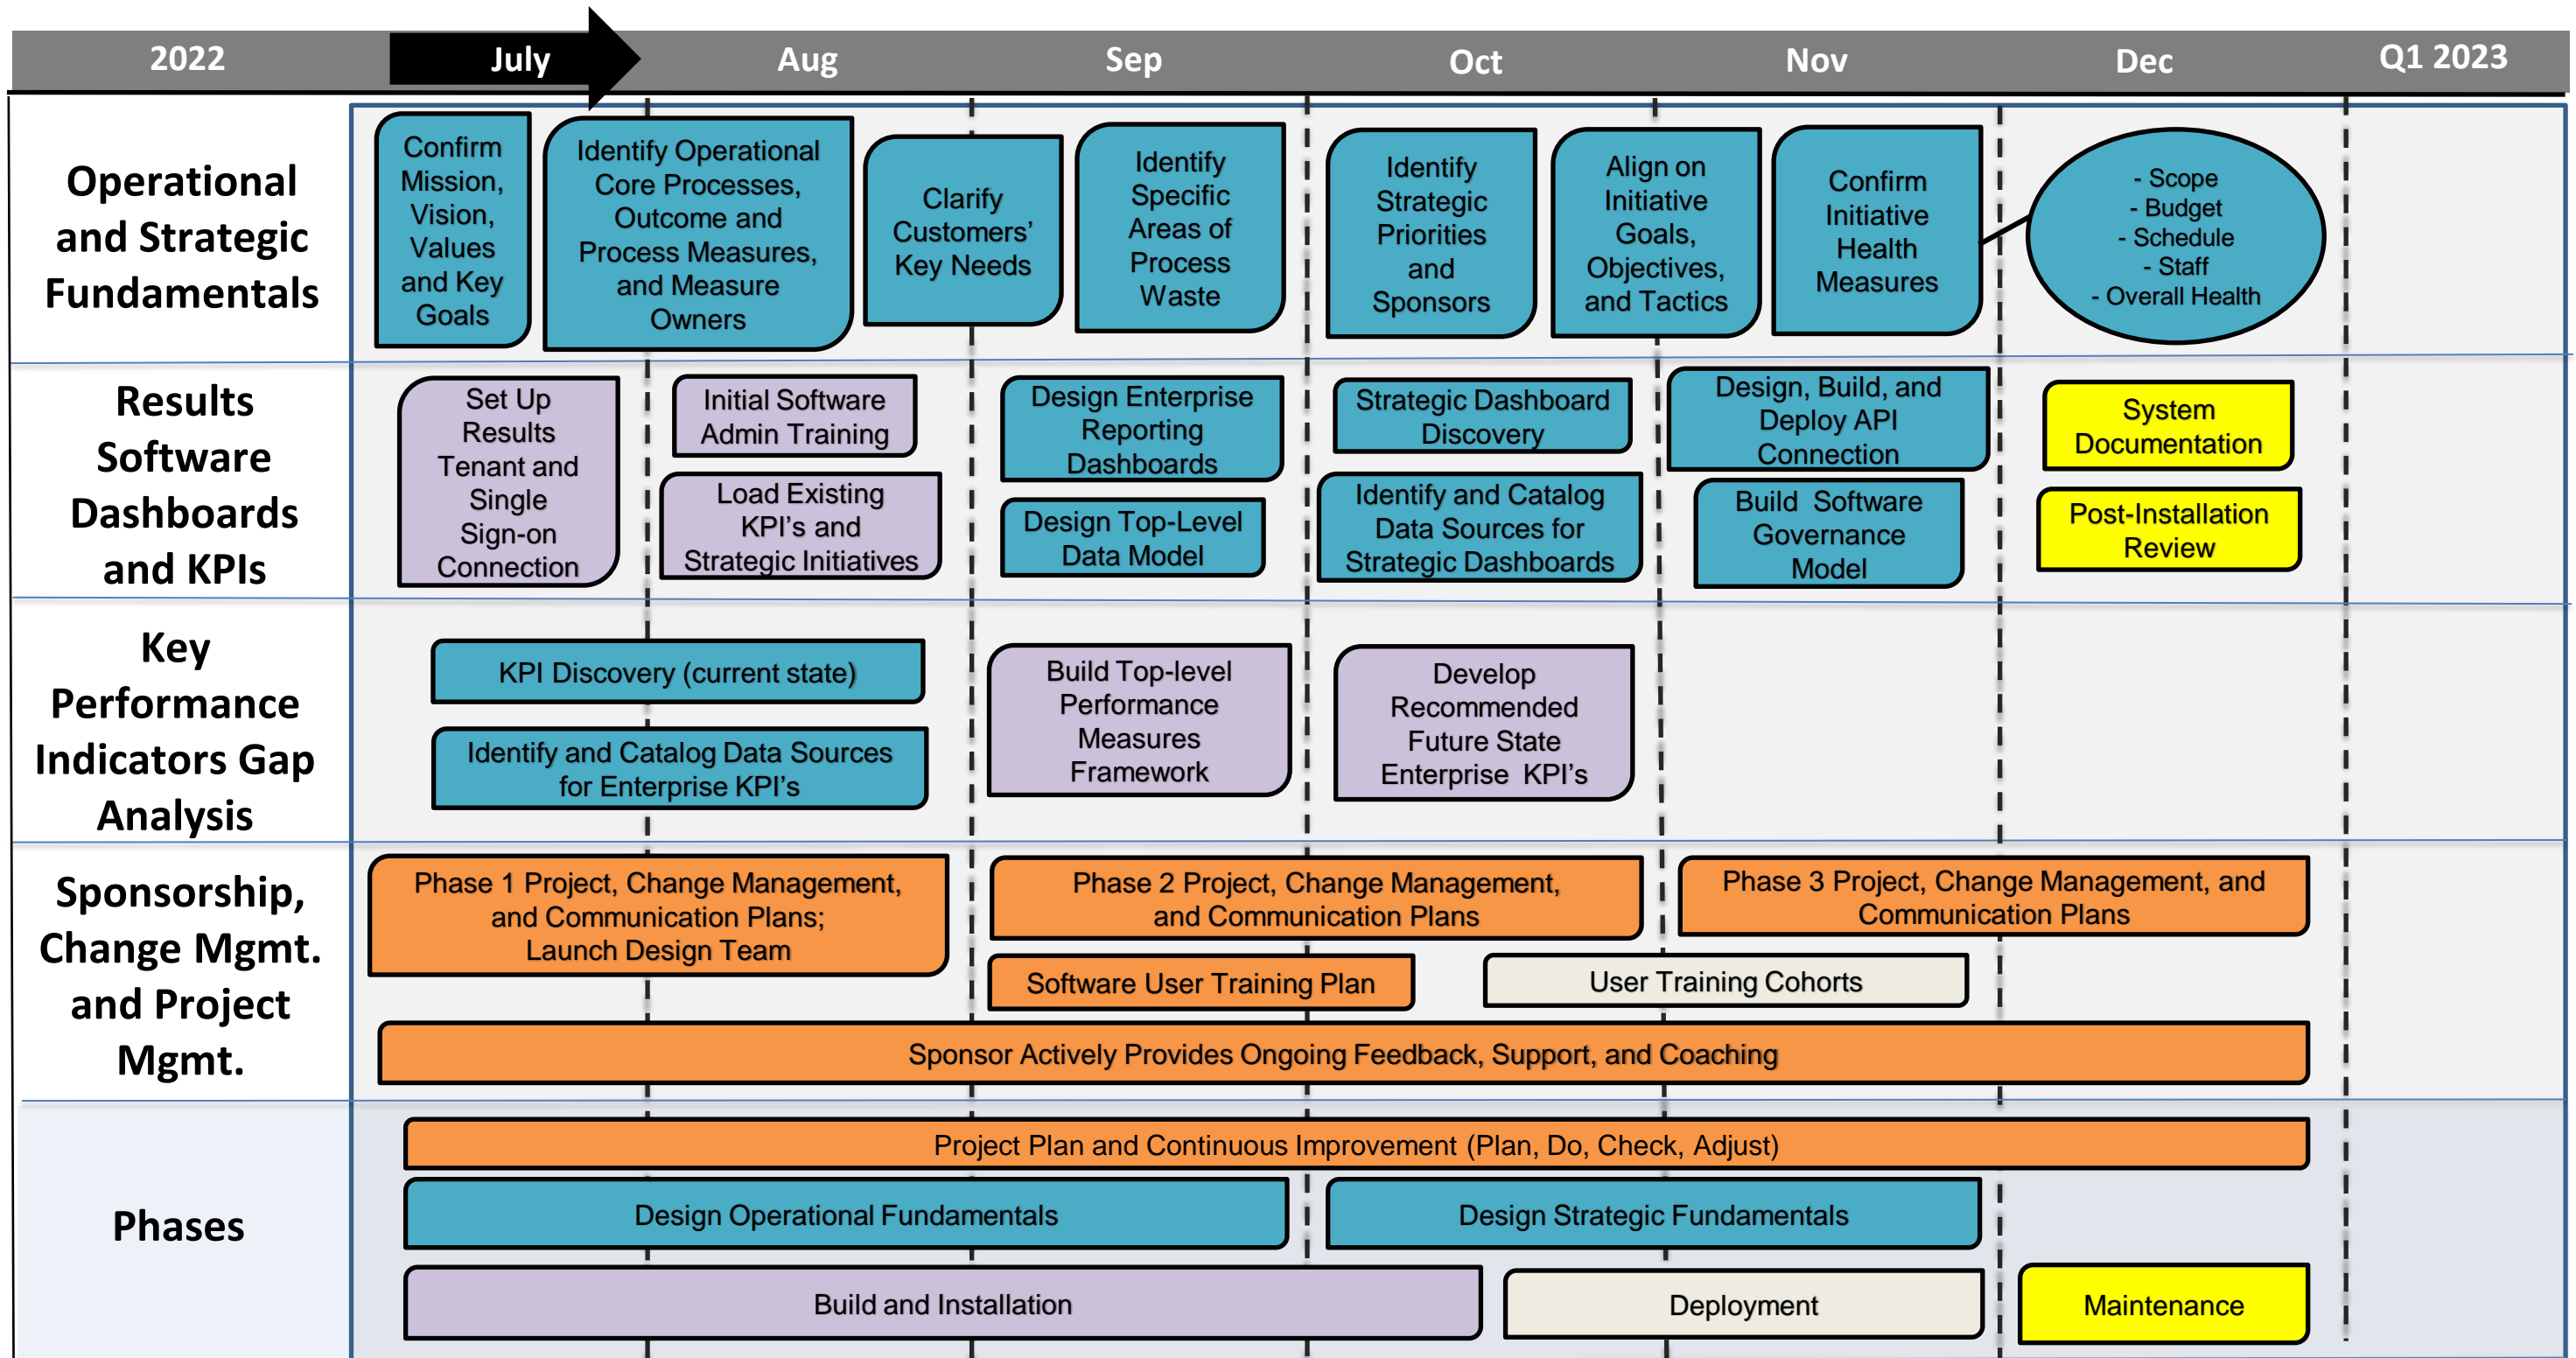 2022
July
Aug
Sep
Oct
Nov
Dec
Q1 2023
Operational
and Strategic
Fundamentals
Confirm
Mission,
Vision,
Values
and Key
Goals
Identify Operational
Core Processes,
Outcome and
Process Measures,
and Measure
Owners
Clarify
Customers’
Key Needs
Identify
Specific
Areas of
Process
Waste
Identify
Strategic
Priorities
and
Sponsors
Align on
Initiative
Goals,
Objectives,
and Tactics
Confirm
Initiative
Health
Measures
- Scope
- Budget
- Schedule
- Staff
- Overall Health
Results
Software
Dashboards
and KPIs
Set Up
Results
Tenant and
Single
Sign-on
Connection
Initial Software
Admin Training
Load Existing
KPI’s and
Strategic Initiatives
Design Enterprise
Reporting
Dashboards
Design Top-Level
Data Model
Strategic Dashboard
Discovery
Identify and Catalog
Data Sources for
Strategic Dashboards
Design, Build, and
Deploy API
Connection
Build  Software
Governance
Model
System
Documentation
Post-Installation
Review
Key
Performance
Indicators Gap
Analysis
KPI Discovery (current state)
Identify and Catalog Data Sources
for Enterprise KPI’s
Build Top-level
Performance
Measures
Framework
Develop
Recommended
Future State
Enterprise  KPI’s
Sponsorship,
Change Mgmt.
and Project
Mgmt.
Phase 1 Project, Change Management,
and Communication Plans;
Launch Design Team
Phase 2 Project, Change Management,
and Communication Plans
Phase 3 Project, Change Management, and
Communication Plans
Software User Training Plan
User Training Cohorts
Sponsor Actively Provides Ongoing Feedback, Support, and Coaching
Phases
Project Plan and Continuous Improvement (Plan, Do, Check, Adjust)
Design Operational Fundamentals
Design Strategic Fundamentals
Build and Installation
Deployment
Maintenance